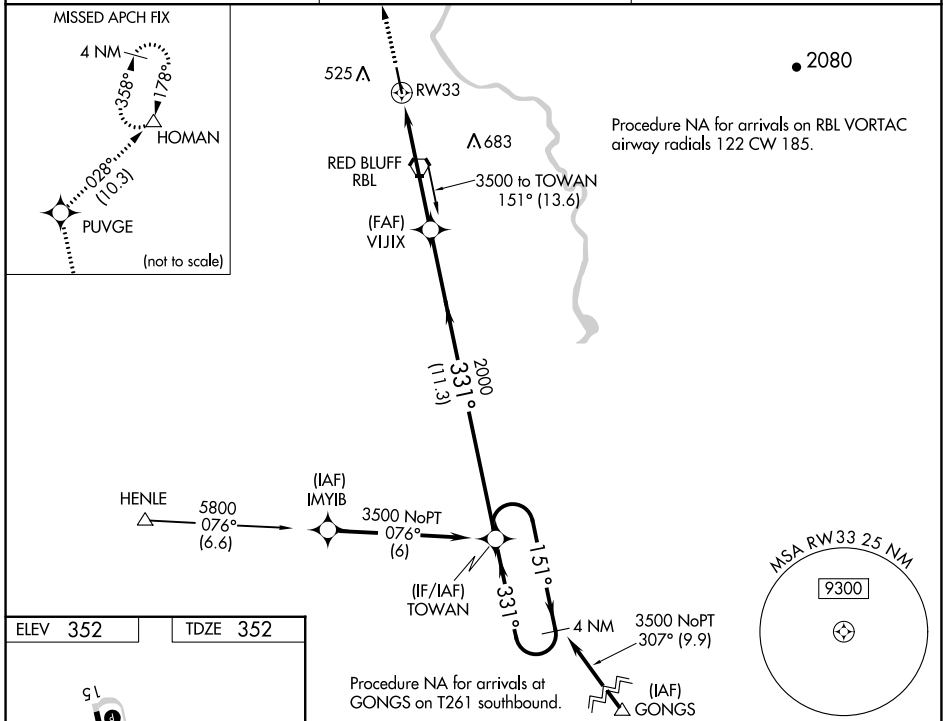 MISSED APCH FIX
4 NM
358°
178°
HOMAN
028°
(10.3)
PUVGE
(not to scale)
525
RW33
2080
683
Procedure NA for arrivals on RBL VORTAC
airway radials 122 CW 185.
RED BLUFF
RBL
3500 to TOWAN
151° (13.6)
(FAF)
VIJIX
2000
331°
(11.3)
HENLE
5800
076°
(6.6)
(IAF)
IMYIB
3500 NoPT
076°
(6)
(IF/IAF)
TOWAN
331°
151°
4 NM
3500 NoPT
307° (9.9)
(IAF)
GONGS
Procedure NA for arrivals at
GONGS on T261 southbound.
MSA RW33 25 NM
9300
ELEV 352
TDZE 352
15